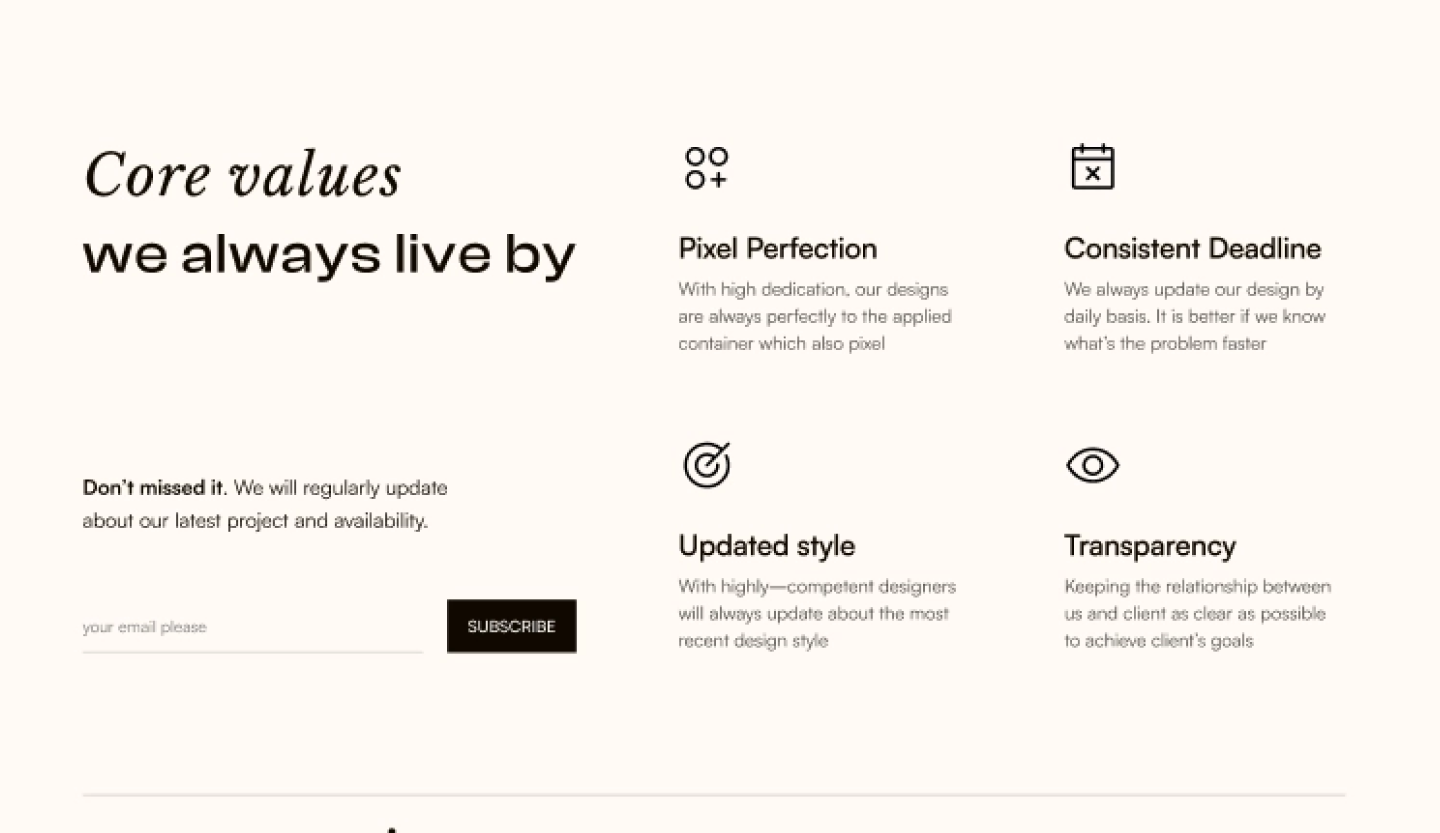 Core values
we always live by
Don't missed it. We will regularly update
about our latest project and availability.
your email please
SUBSCRIBE
Pixel Perfection
With high dedication, our designs
are always perfectly to the applied
container which also pixel
Consistent Deadline
We always update our design by
daily basis. It is better if we know
what's the problem faster
Updated style
With highly—competent designers
will always update about the most
recent design style
Transparency
Keeping the relationship between
us and client as clear as possible
to achieve client's goals